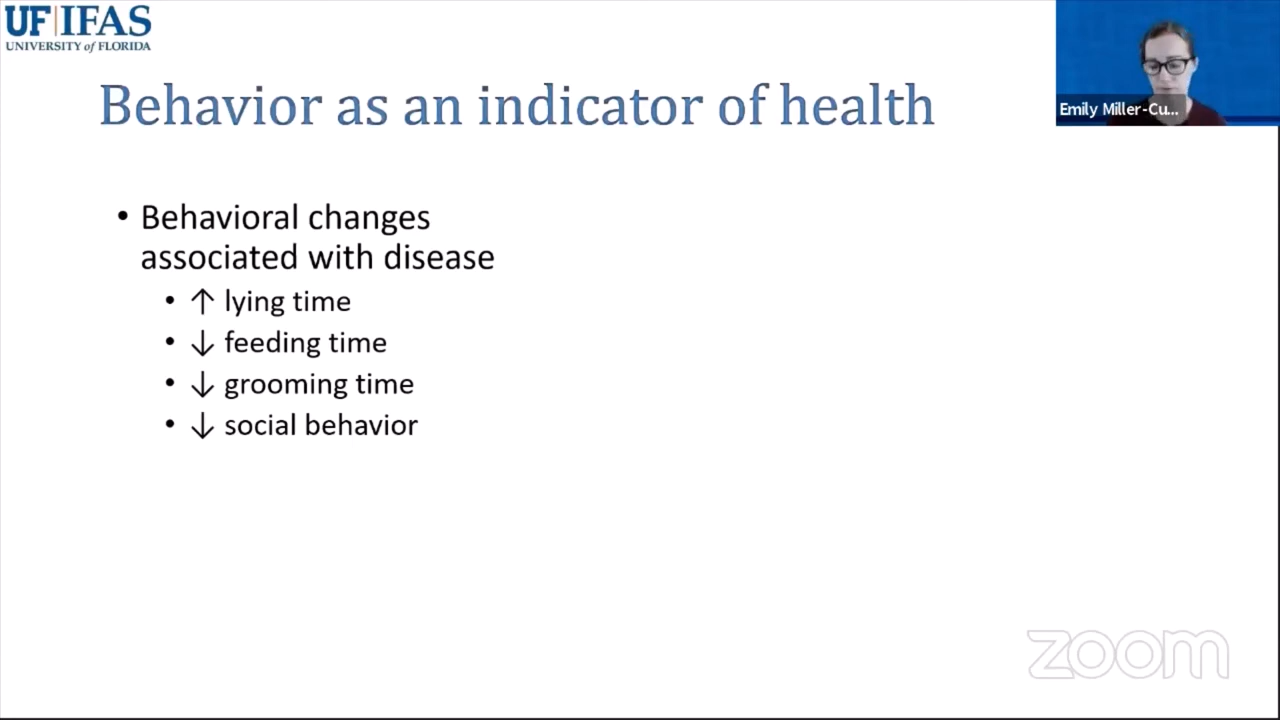 UF|IFAS
UNIVERSITY of FLORIDA
Behavior as an indicator of health
Emily Miller-Cu...
• Behavioral changes
associated with disease
• ↑ lying time
• ↓ feeding time
• ↓ grooming time
• ↓ social behavior
zoom